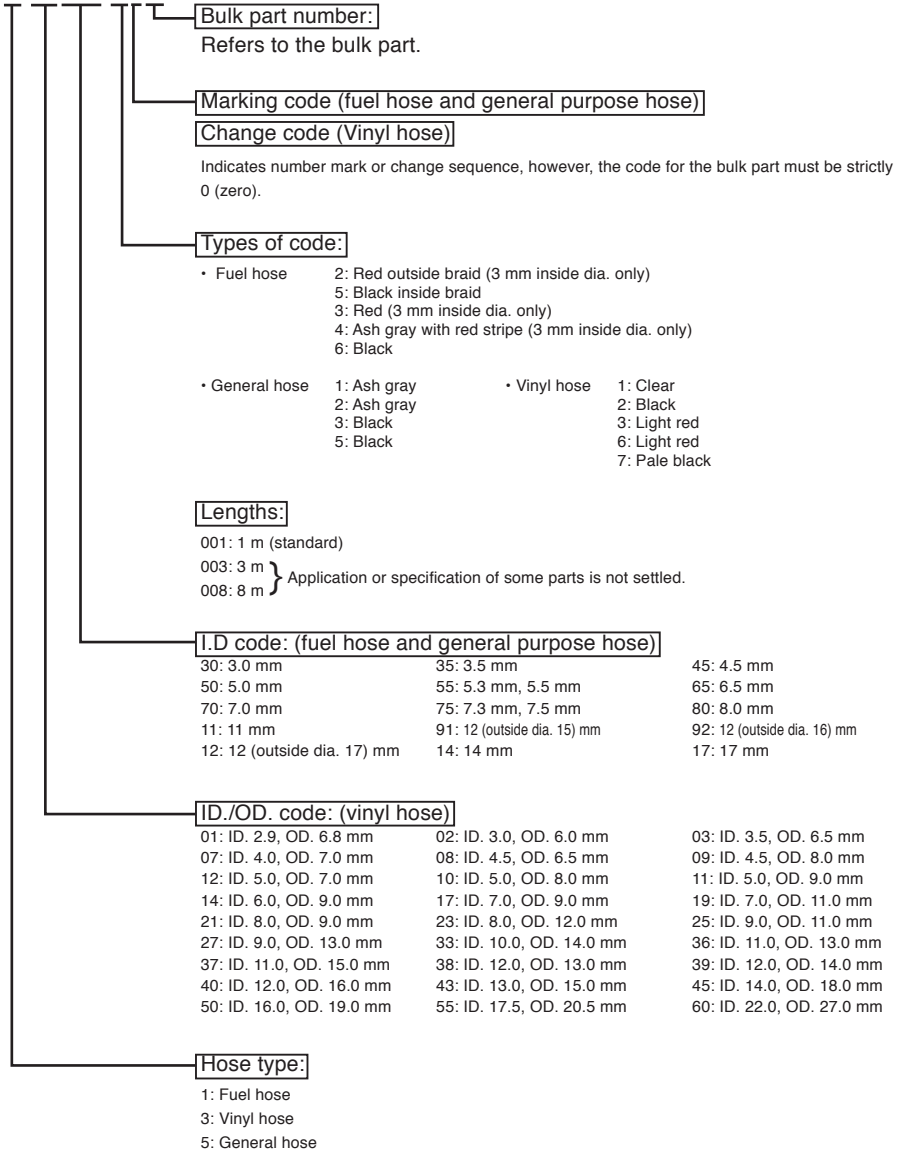 Bulk part number:
Refers to the bulk part.
Marking code (fuel hose and general purpose hose)
Change code (Vinyl hose)
Indicates number mark or change sequence, however, the code for the bulk part must be strictly
0 (zero).
Types of code:
• Fuel hose 2: Red outside braid (3 mm inside dia. only)
5: Black inside braid
3: Red (3 mm inside dia. only)
4: Ash gray with red stripe (3 mm inside dia. only)
6: Black
• General hose 1: Ash gray • Vinyl hose 1: Clear
2: Ash gray 2: Black
3: Black 3: Light red
5: Black 6: Light red
7: Pale black
Lengths:
001: 1 m (standard)
003: 3 m
008: 8 m } Application or specification of some parts is not settled.
I.D code: (fuel hose and general purpose hose)
30: 3.0 mm 35: 3.5 mm 45: 4.5 mm
50: 5.0 mm 55: 5.3 mm, 5.5 mm 65: 6.5 mm
70: 7.0 mm 75: 7.3 mm, 7.5 mm 80: 8.0 mm
11: 11 mm 91: 12 (outside dia. 15) mm 92: 12 (outside dia. 16) mm
12: 12 (outside dia. 17) mm 14: 14 mm 17: 17 mm
ID./OD. code: (vinyl hose)
01: ID. 2.9, OD. 6.8 mm 02: ID. 3.0, OD. 6.0 mm 03: ID. 3.5, OD. 6.5 mm
07: ID. 4.0, OD. 7.0 mm 08: ID. 4.5, OD. 6.5 mm 09: ID. 4.5, OD. 8.0 mm
12: ID. 5.0, OD. 7.0 mm 10: ID. 5.0, OD. 8.0 mm 11: ID. 5.0, OD. 9.0 mm
14: ID. 6.0, OD. 9.0 mm 17: ID. 7.0, OD. 9.0 mm 19: ID. 7.0, OD. 11.0 mm
21: ID. 8.0, OD. 9.0 mm 23: ID. 8.0, OD. 12.0 mm 25: ID. 9.0, OD. 11.0 mm
27: ID. 9.0, OD. 13.0 mm 33: ID. 10.0, OD. 14.0 mm 36: ID. 11.0, OD. 13.0 mm
37: ID. 11.0, OD. 15.0 mm 38: ID. 12.0, OD. 13.0 mm 39: ID. 12.0, OD. 14.0 mm
40: ID. 12.0, OD. 16.0 mm 43: ID. 13.0, OD. 15.0 mm 45: ID. 14.0, OD. 18.0 mm
50: ID. 16.0, OD. 19.0 mm 55: ID. 17.5, OD. 20.5 mm 60: ID. 22.0, OD. 27.0 mm
Hose type:
1: Fuel hose
3: Vinyl hose
5: General hose